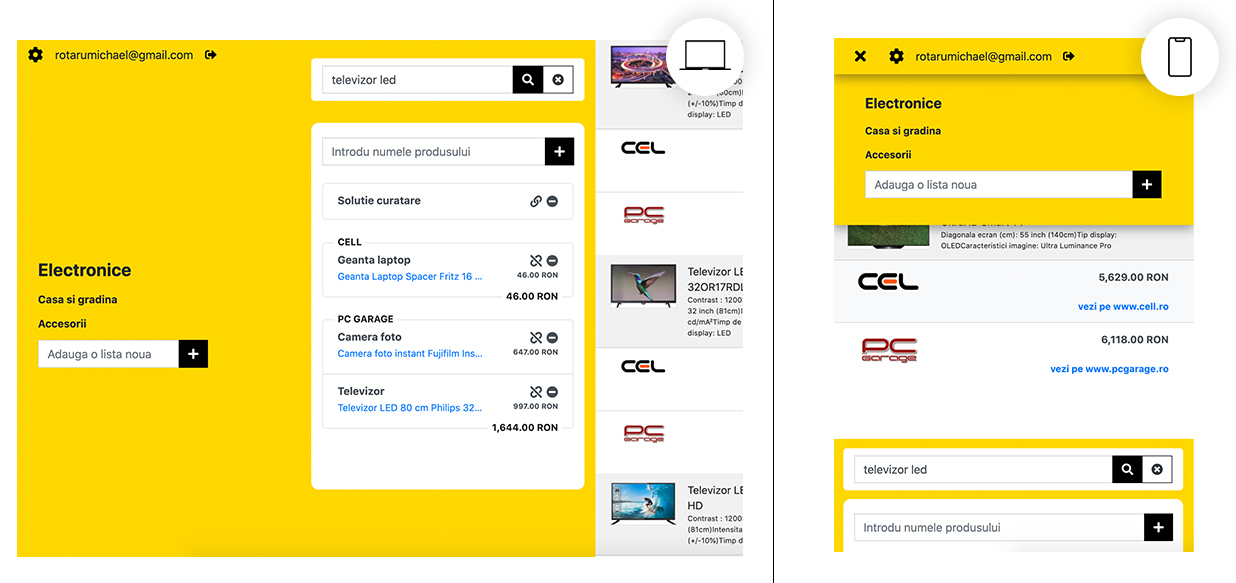 rotarumichael@gmail.com
Electronice
Casa si gradina
Accesorii
Adauga o lista noua
televizor led
Introdu numele produsului
Solutie curatare
CELL
Geanta laptop
Geanta Laptop Spacer Fritz 16 ...
46.00 RON
46.00 RON
PC GARAGE
Camera foto
Camera foto instant Fujifilm Ins...
647.00 RON
Televizor
Televizor LED 80 cm Philips 32...
997.00 RON
1,644.00 RON
(+/-10%)Timp d
display: LED
CEL
PC
Garage
Televizor LE
32OR17RDL
Contrast : 1200
32 inch (81cm)I
cd/mA²Timp de
display: LED
CEL
PC
Garage
Televizor LE
HD
Contrast : 1200
(81cm)Intensita
(+/-10%)Timp d
rotarumichael@gmail.com
Electronice
Casa si gradina
Accesorii
Adauga o lista noua
Diagonala ecran (cm): 55 inch (140cm)Tip display:
OLEDCaracteristici imagine: Ultra Luminance Pro
CEL
5,629.00 RON
vezi pe www.cell.ro
PC
Garage
6,118.00 RON
vezi pe www.pcgarage.ro
televizor led
Introdu numele produsului